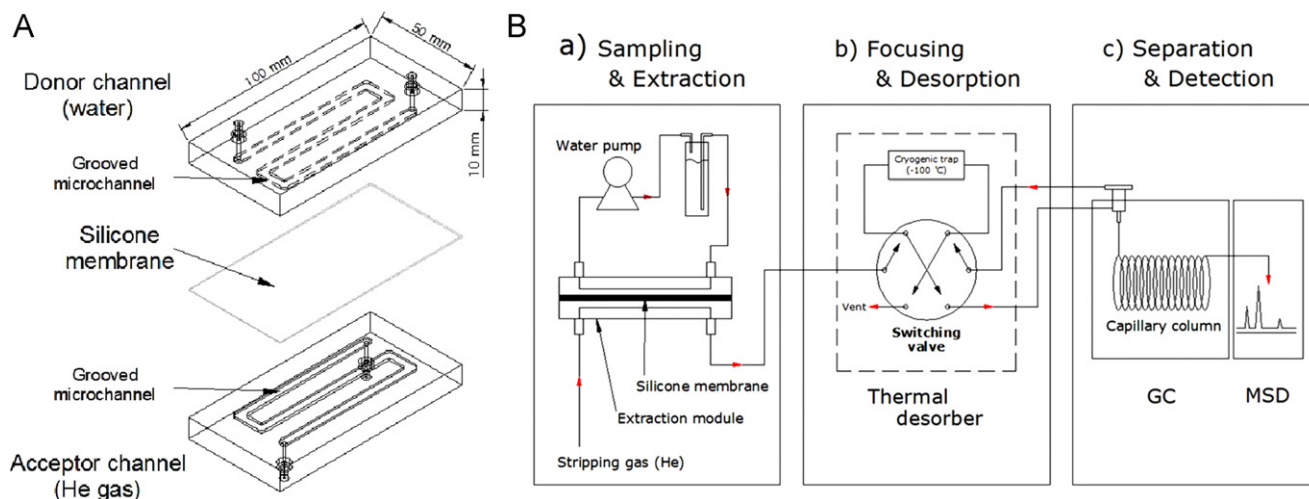 A
Donor channel
(water)
100 mm
50 mm
10 mm
Grooved
microchannel
Silicone
membrane
Grooved
microchannel
Acceptor channel
(He gas)
B
a) Sampling
& Extraction
Water pump
Silicone membrane
Extraction module
Stripping gas (He)
b) Focusing
& Desorption
Cryogenic trap
(-100 ℃)
Vent
Switching
valve
Thermal
desorber
c) Separation
& Detection
Capillary column
GC
MSD